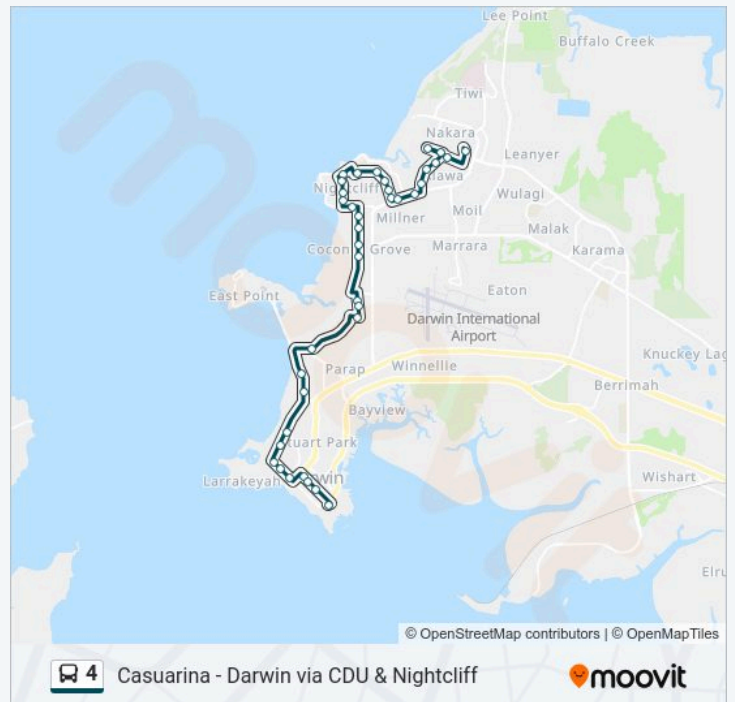 Lee Point
Buffalo Creek
Tiwi
Nakara
Leanyer
Nightcliff
Wulagi
Millner
Moil
Malak
Coconut Grove
Marrara
Karama
East Point
Eaton
Darwin International
Airport
Parap
Winnellie
Knuckey Lag
Berrimah
Bayview
Stuart Park
Larrakeyah
Darwin
Wishart
Elru
© OpenStreetMap contributors | © OpenMapTiles
4 Casuarina - Darwin via CDU & Nightcliff
moovit